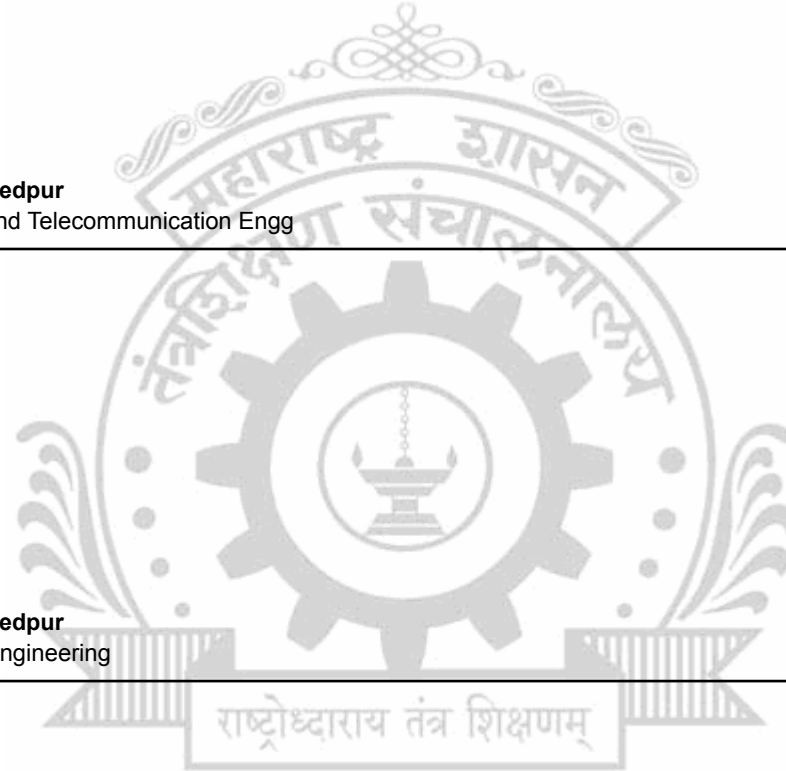 महाराष्ट्र शासन
edpur
nd Telecommunication Engg
तंत्रशिक्षण संचालनालय
edpur
ngineering
राष्ट्रोध्दाराय तंत्र शिक्षणम्